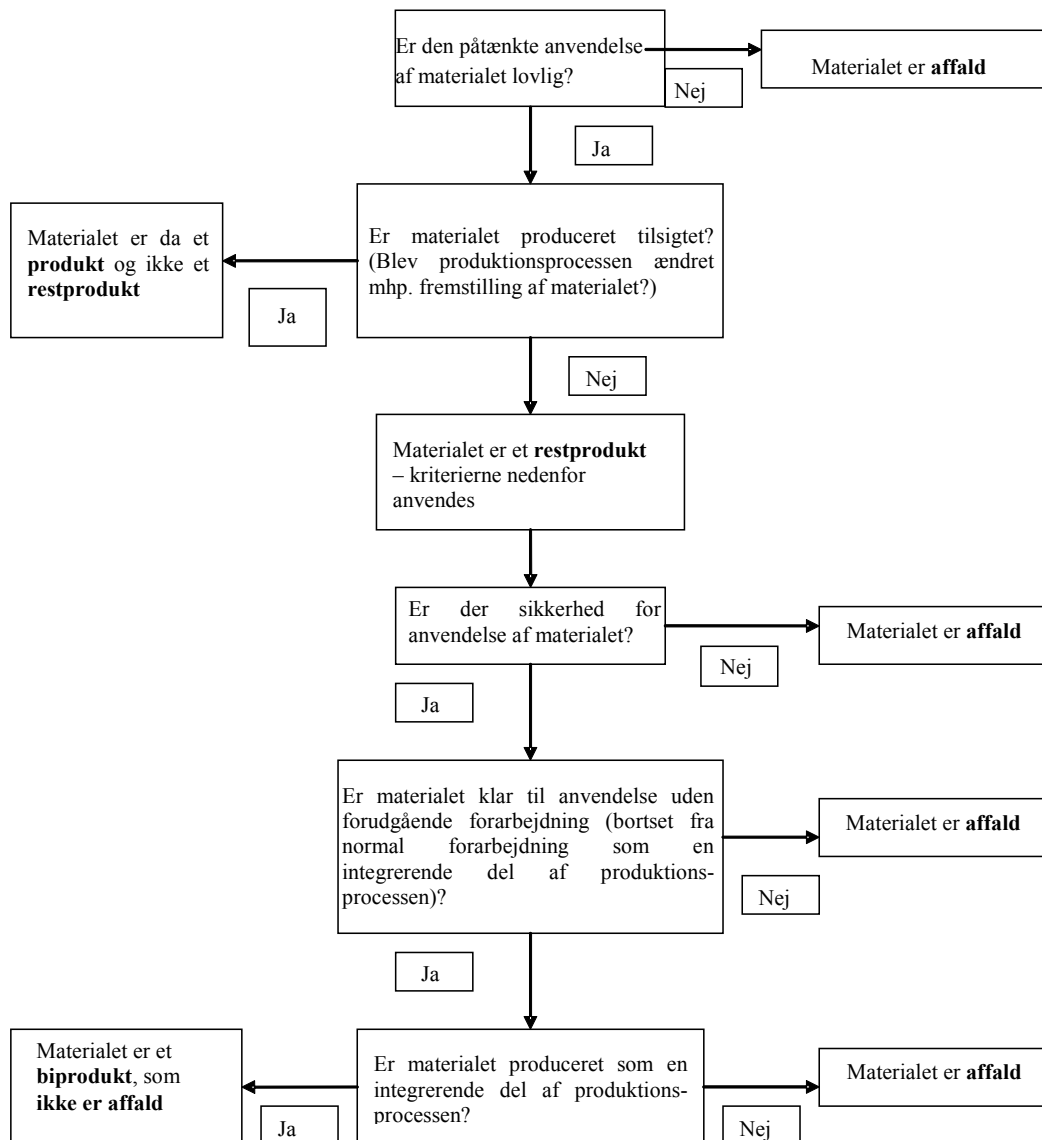 Er den påtænkte anvendelse
af materialet lovlig?
Materialet er affald
Nej
Ja
Materialet er da et
produkt og ikke et
restprodukt
Er materialet produceret tilsigtet?
(Blev produktionsprocessen ændret
mhp. fremstilling af materialet?)
Ja
Nej
Materialet er et restprodukt
– kriterierne nedenfor
anvendes
Er der sikkerhed for
anvendelse af materialet?
Materialet er affald
Nej
Ja
Er materialet klar til anvendelse uden
forudgående forarbejdning (bortset fra
normal forarbejdning som en
integrerende del af produktions-
processen)?
Materialet er affald
Nej
Ja
Materialet er et
biprodukt, som
ikke er affald
Er materialet produceret som en
integrerende del af produktions-
processen?
Materialet er affald
Ja
Nej